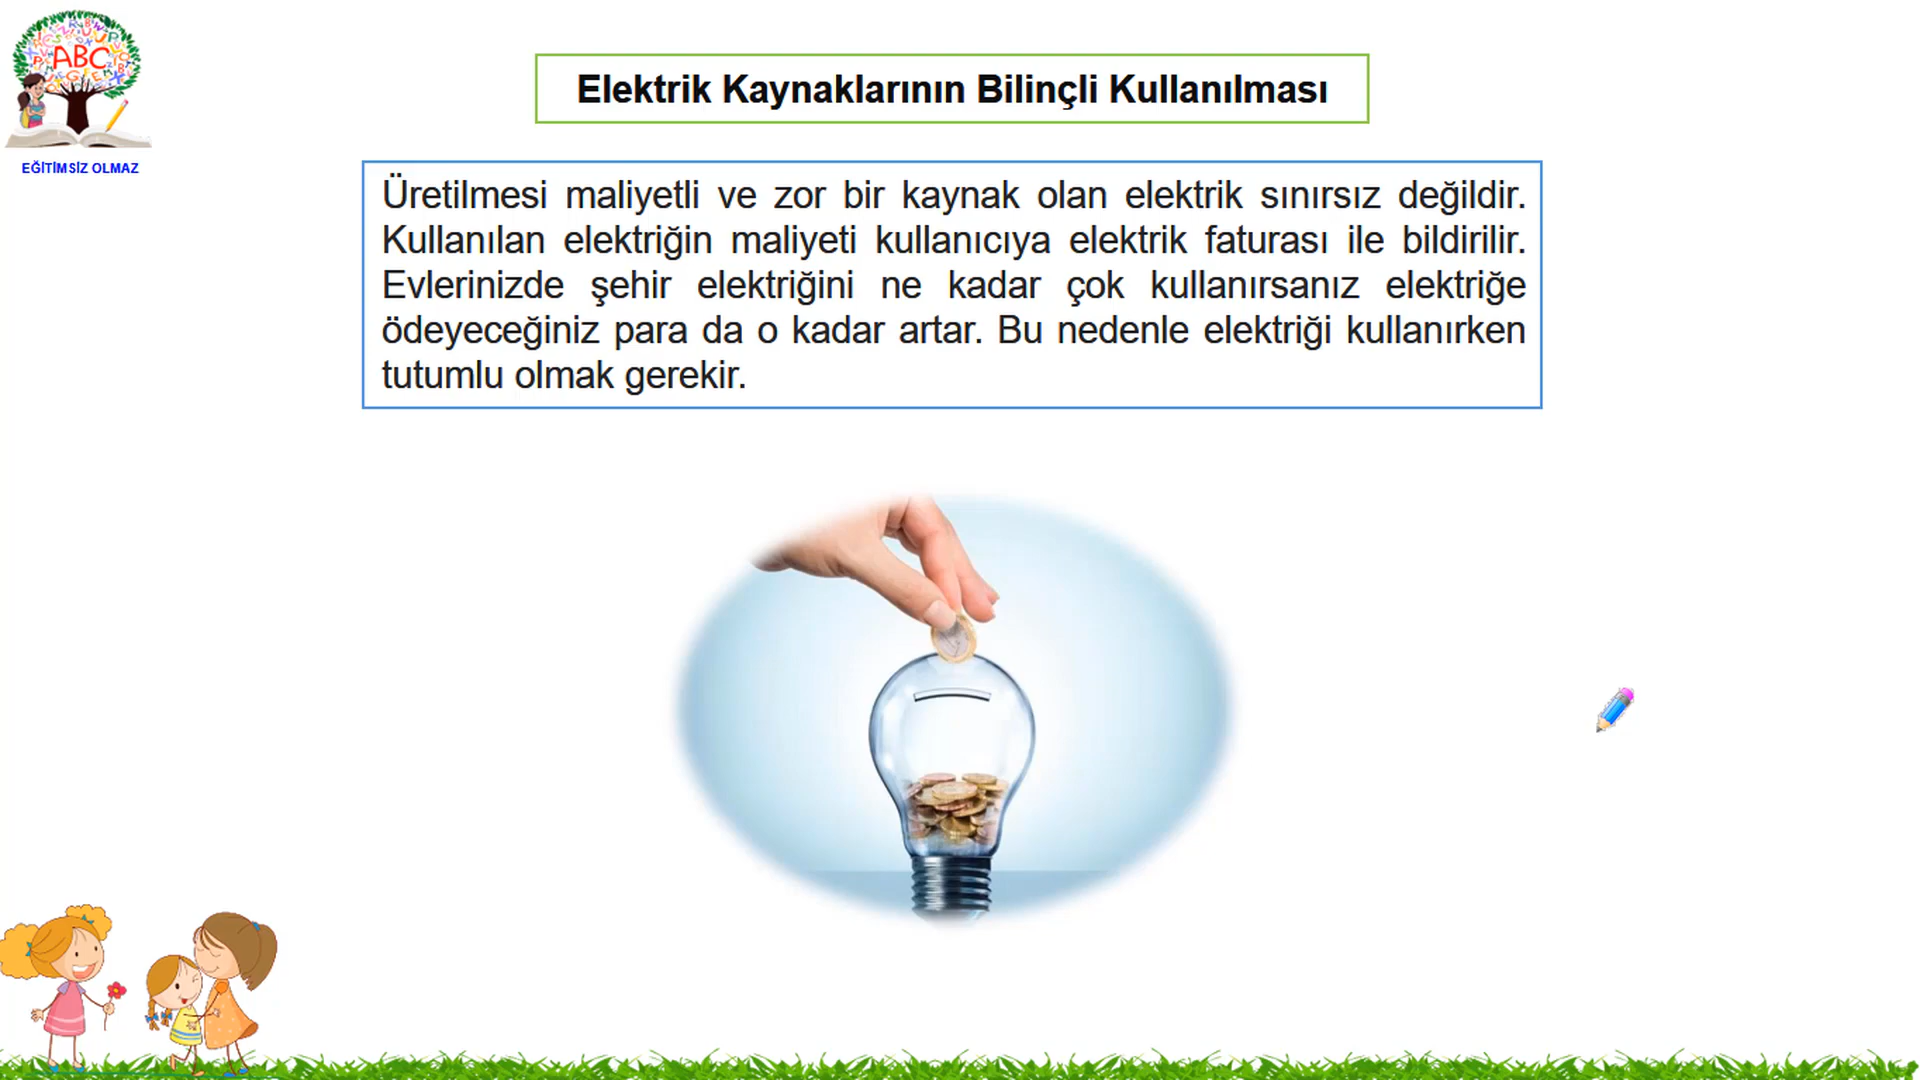 ABC
EĞİTİMSİZ OLMAZ
Elektrik Kaynaklarının Bilinçli Kullanılması
Üretilmesi maliyetli ve zor bir kaynak olan elektrik sınırsız değildir.
Kullanılan elektriğin maliyeti kullanıcıya elektrik faturası ile bildirilir.
Evlerinizde şehir elektriğini ne kadar çok kullanırsanız elektriğe
ödeyeceğiniz para da o kadar artar. Bu nedenle elektriği kullanırken
tutumlu olmak gerekir.